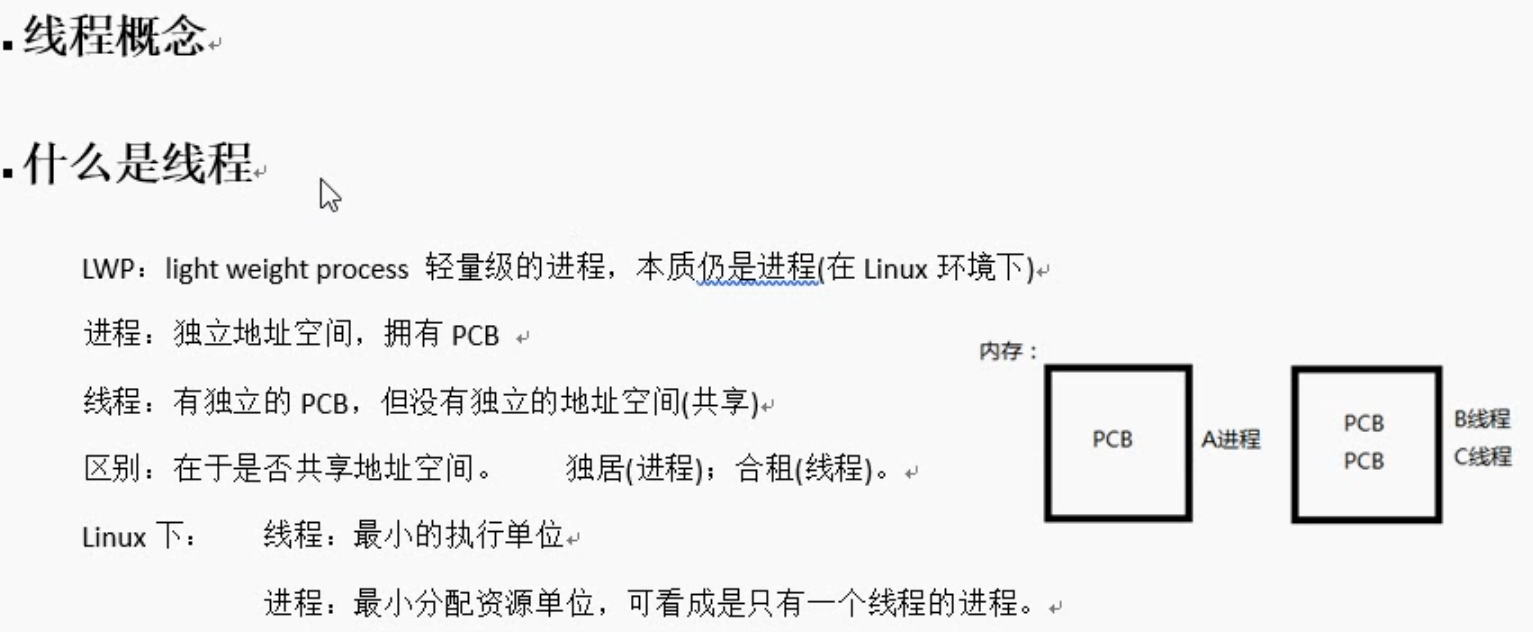 线程概念
什么是线程
LWP：light weight process 轻量级的进程，本质仍是进程(在 Linux 环境下)
进程：独立地址空间，拥有 PCB
线程：有独立的 PCB，但没有独立的地址空间(共享)
区别：在于是否共享地址空间。 独居(进程)；合租(线程)。
Linux 下： 线程：最小的执行单位
进程：最小分配资源单位，可看成是只有一个线程的进程。
内存：
PCB
A进程
PCB
PCB
B线程
C线程